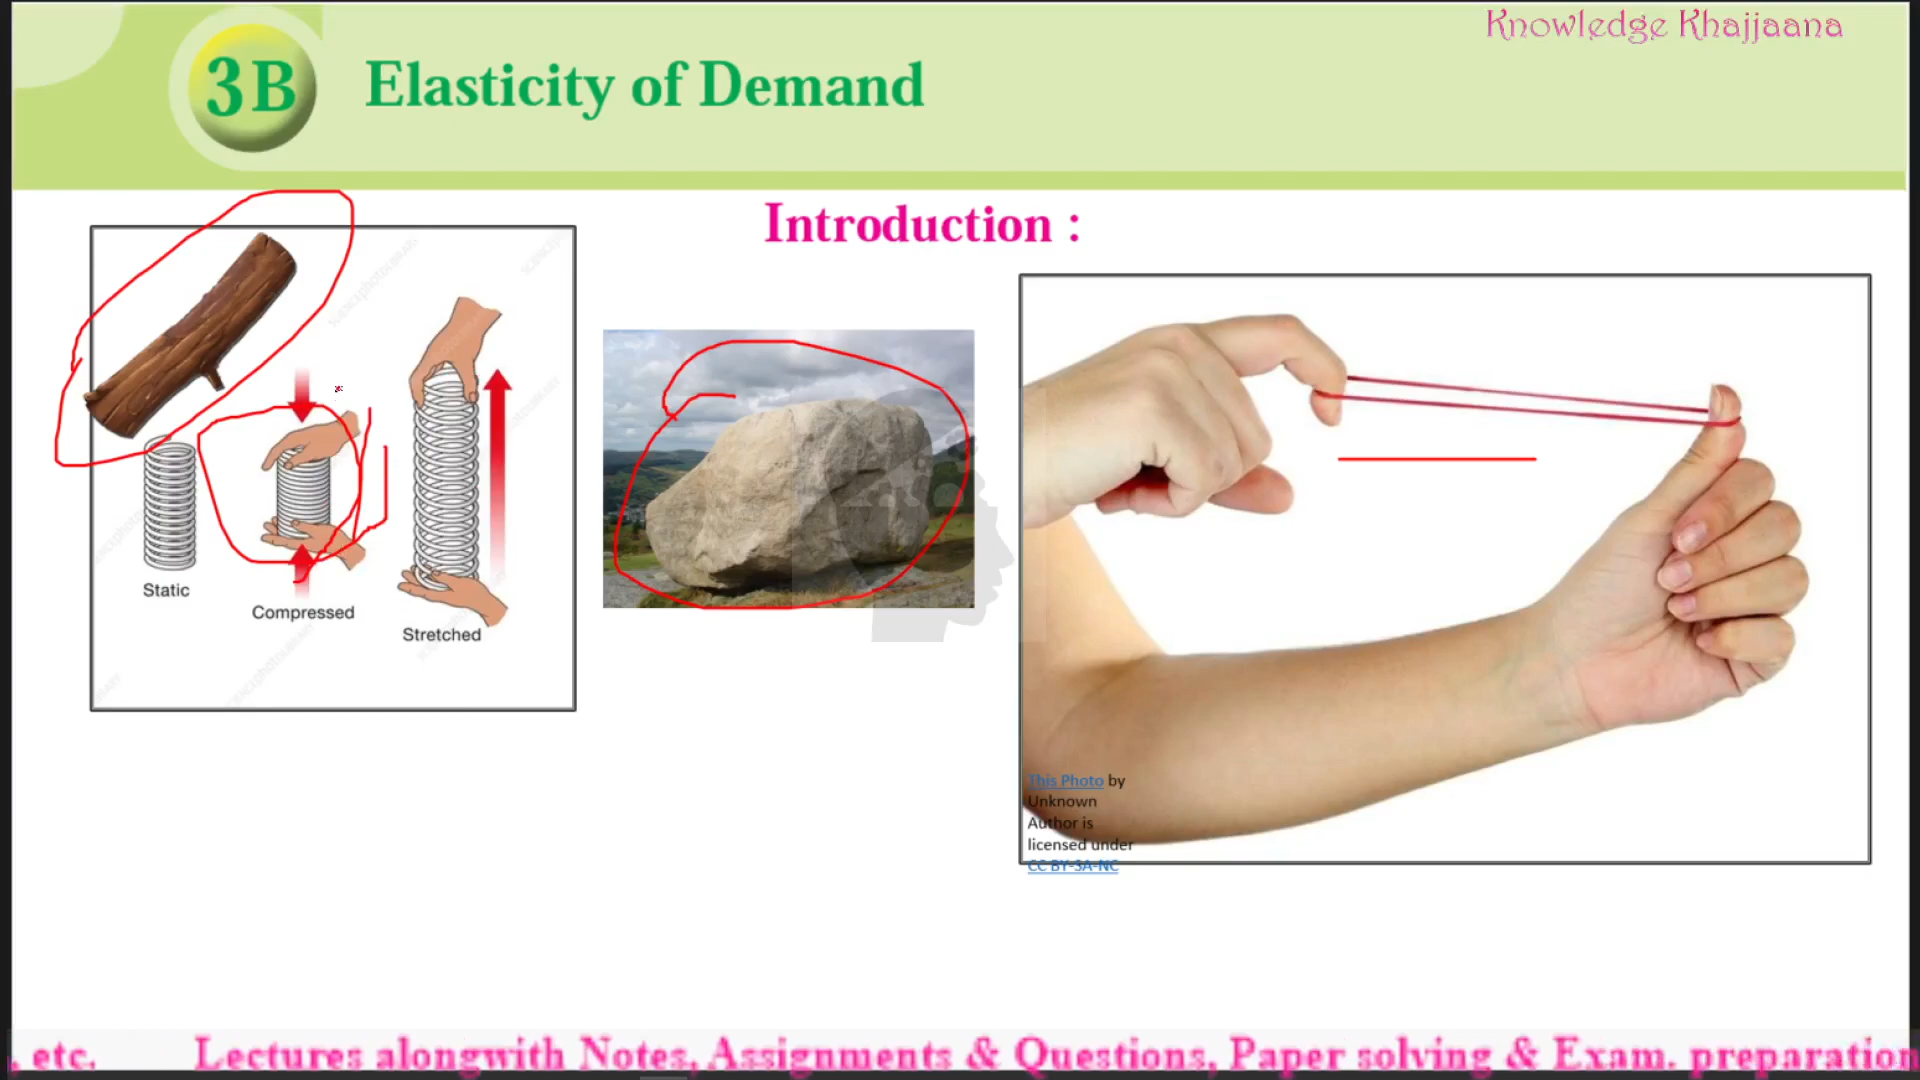 Knowledge Khajjaana
3B Elasticity of Demand
Introduction :
Static
Compressed
Stretched
This Photo by
Unknown
Author is
licensed under
CC BY-SA-NC
, etc. Lectures alongwith Notes, Assignments & Questions, Paper solving & Exam. preparation